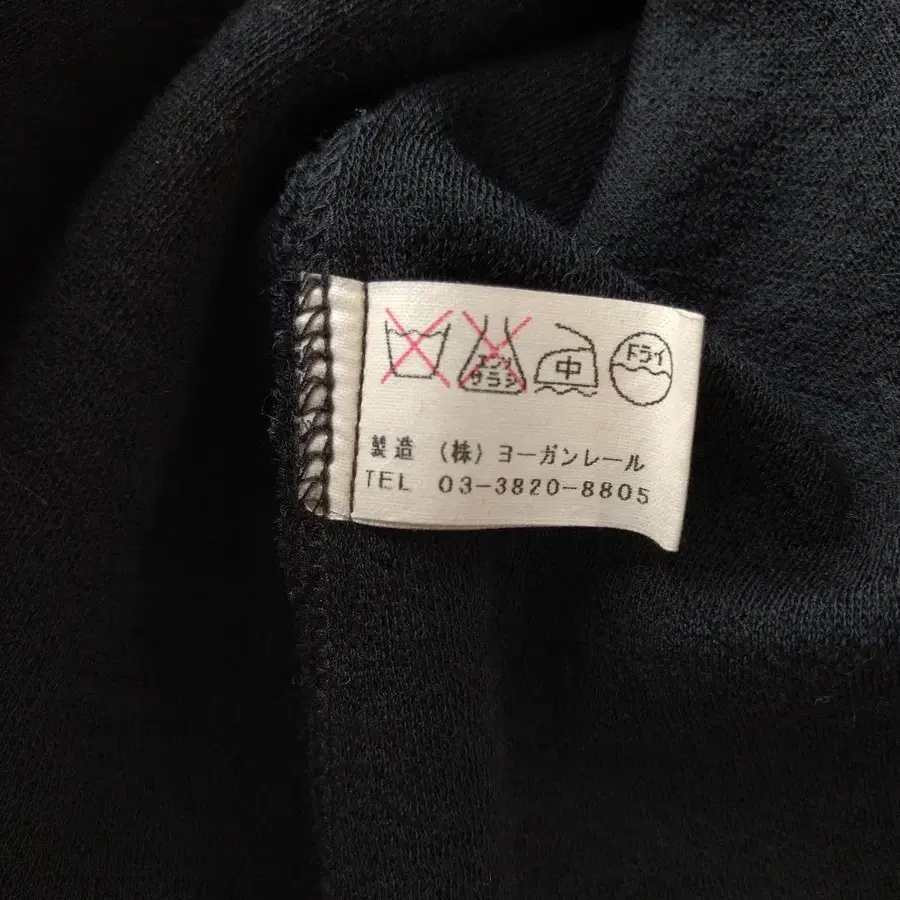 エンソ サラシ 中 ドライ
製造 (株) ヨーガンレール
TEL 03-3820-8805